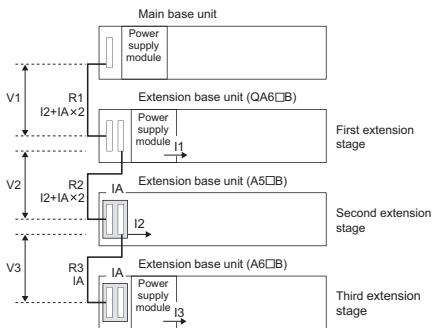 Main base unit
Power
supply
module
V1
R1
I2+IA×2
Extension base unit (QA6□B)
Power
supply
module
I1
First extension
stage
V2
R2
I2+IA×2
Extension base unit (A5□B)
IA
I2
Second extension
stage
V3
R3
IA
Extension base unit (A6□B)
IA
Power
supply
module
I3
Third extension
stage